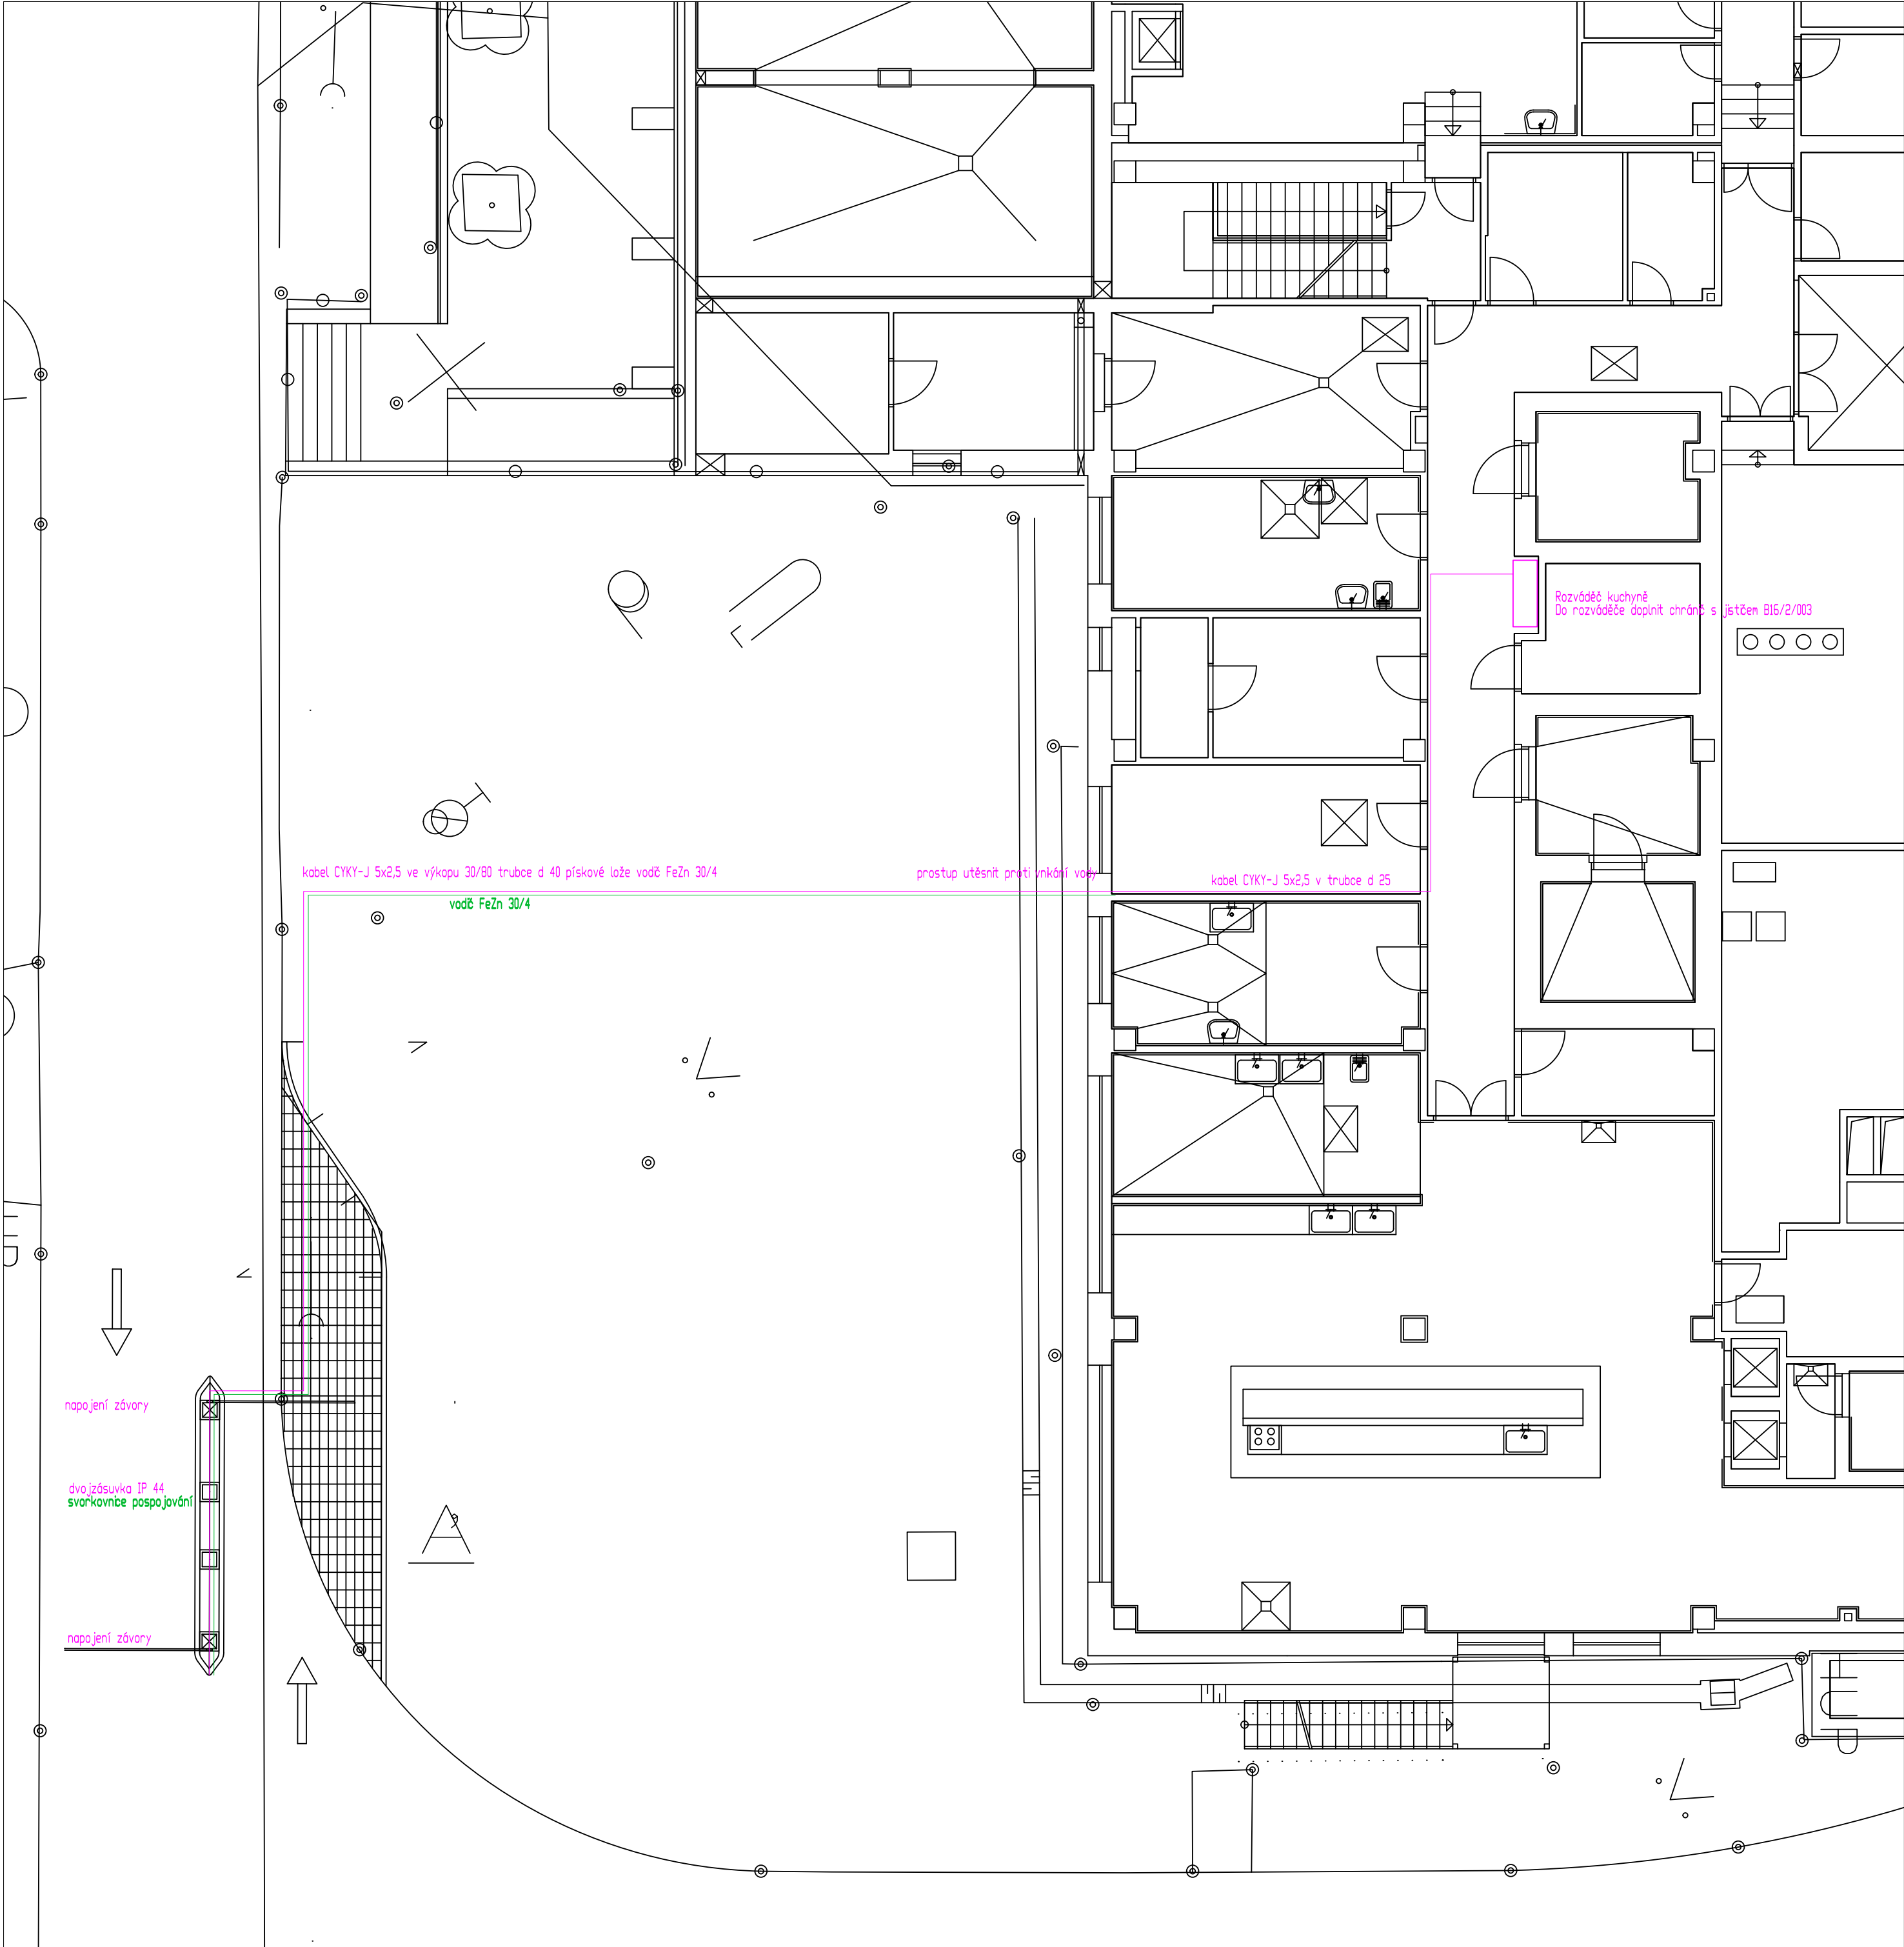 Rozváděč kuchyně
Do rozváděče doplnit chránič s jističem B16/2/003
kabel CYKY-J 5x2,5 ve výkopu 30/80 trubce d 40 pískové lože vodič FeZn 30/4
prostup utěsnit proti vnikání vody
kabel CYKY-J 5x2,5 v trubce d 25
vodič FeZn 30/4
napojení závory
dvojzásuvka IP 44
svorkovnice pospojování
napojení závory